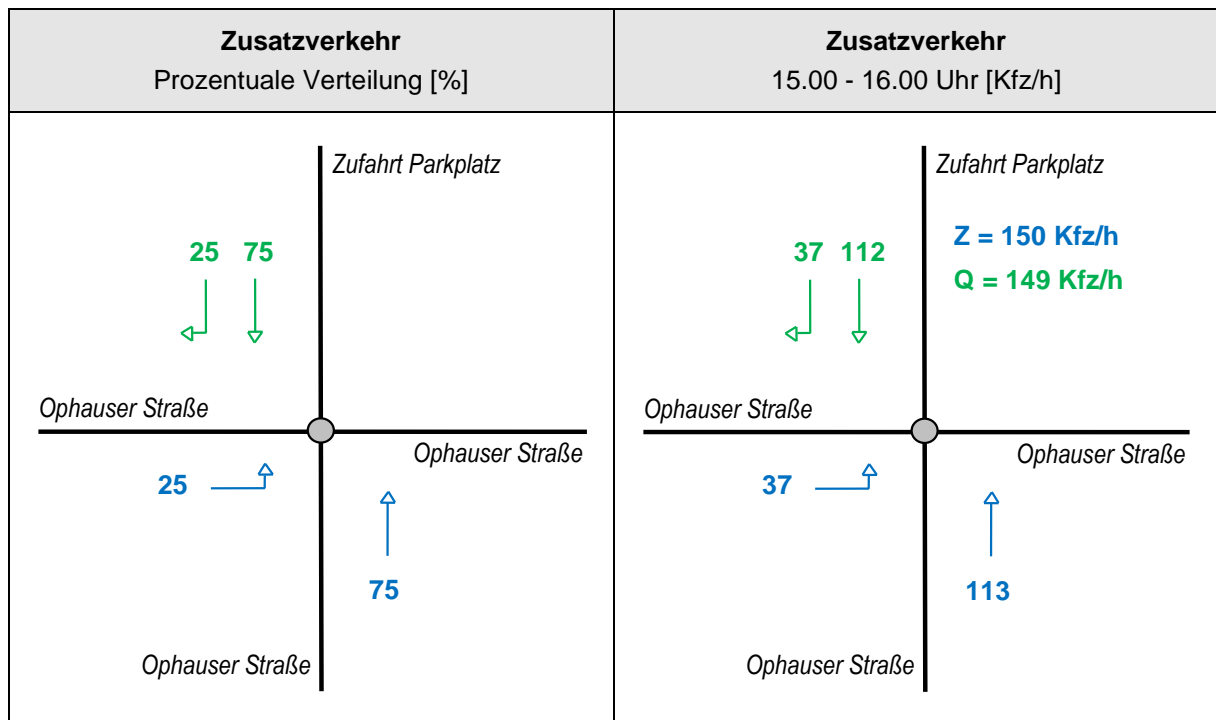 Zusatzverkehr
Prozentuale Verteilung [%]
Zufahrt Parkplatz
25 75
Ophauser Straße
Ophauser Straße
25
75
Ophauser Straße
Zusatzverkehr
15.00 - 16.00 Uhr [Kfz/h]
Zufahrt Parkplatz
Z = 150 Kfz/h
37 112
Q = 149 Kfz/h
Ophauser Straße
Ophauser Straße
37
113
Ophauser Straße